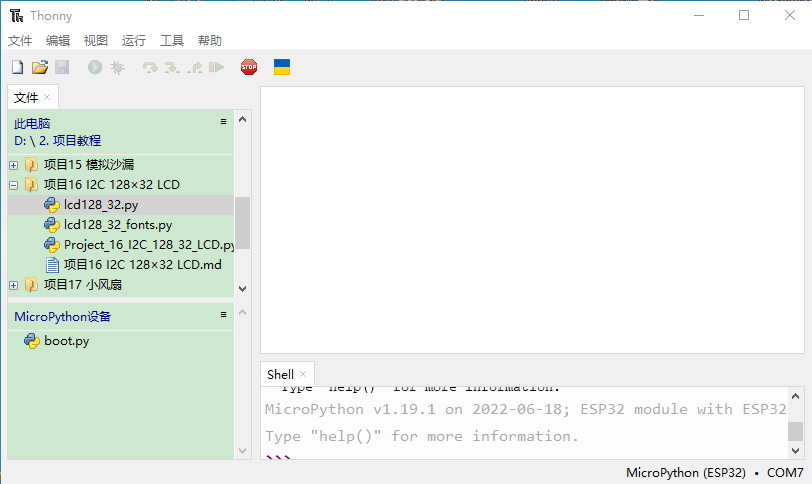 Thonny
文件 编辑 视图 运行 工具 帮助
STOP
文件
此电脑
D: \ 2. 项目教程
项目15 模拟沙漏
项目16 I2C 128×32 LCD
lcd128_32.py
lcd128_32_fonts.py
Project_16_I2C_128_32_LCD.py
项目16 I2C 128×32 LCD.md
项目17 小风扇
MicroPython设备
boot.py
Shell
Type "help()" for more information.
MicroPython v1.19.1 on 2022-06-18; ESP32 module with ESP32
Type "help()" for more information.
>>>
MicroPython (ESP32) • COM7